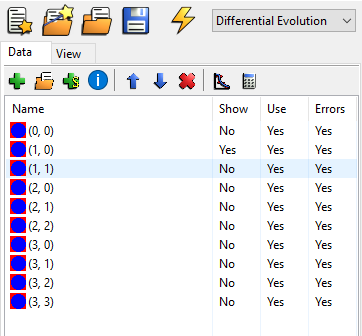 Differential Evolution
Data View
Name Show Use Errors
(0, 0) No Yes Yes
(1, 0) Yes Yes Yes
(1, 1) No Yes Yes
(2, 0) No Yes Yes
(2, 1) No Yes Yes
(2, 2) No Yes Yes
(3, 0) No Yes Yes
(3, 1) No Yes Yes
(3, 2) No Yes Yes
(3, 3) No Yes Yes